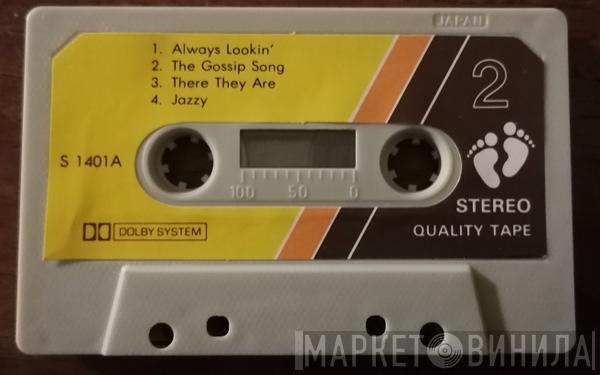 JAPAN
1. Always Lookin'
2. The Gossip Song
3. There They Are
4. Jazzy
2
S 1401A
100 50 0
STEREO
DOLBY SYSTEM
QUALITY TAPE
МАРКЕТ ВИНИЛА